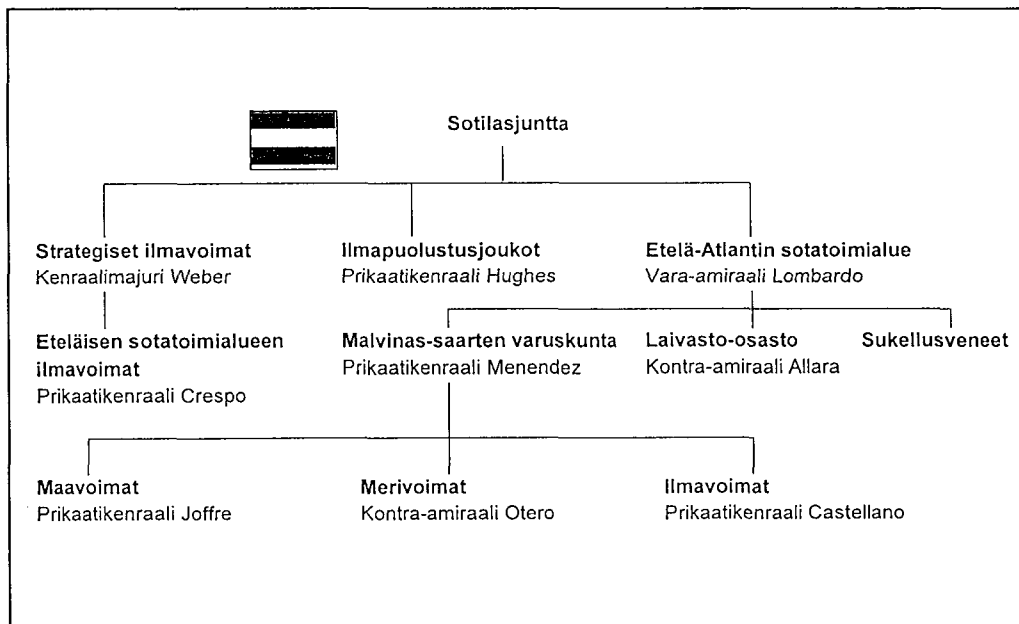 Sotilasjuntta
Strategiset ilmavoimat
Kenraalimajuri Weber
Ilmapuolustusjoukot
Prikaatikenraali Hughes
Etelä-Atlantin sotatoimialue
Vara-amiraali Lombardo
Eteläisen sotatoimialueen
ilmavoimat
Prikaatikenraali Crespo
Malvinas-saarten varuskunta
Prikaatikenraali Menendez
Laivasto-osasto
Kontra-amiraali Allara
Sukellusveneet
Maavoimat
Prikaatikenraali Joffre
Merivoimat
Kontra-amiraali Otero
Ilmavoimat
Prikaatikenraali Castellano